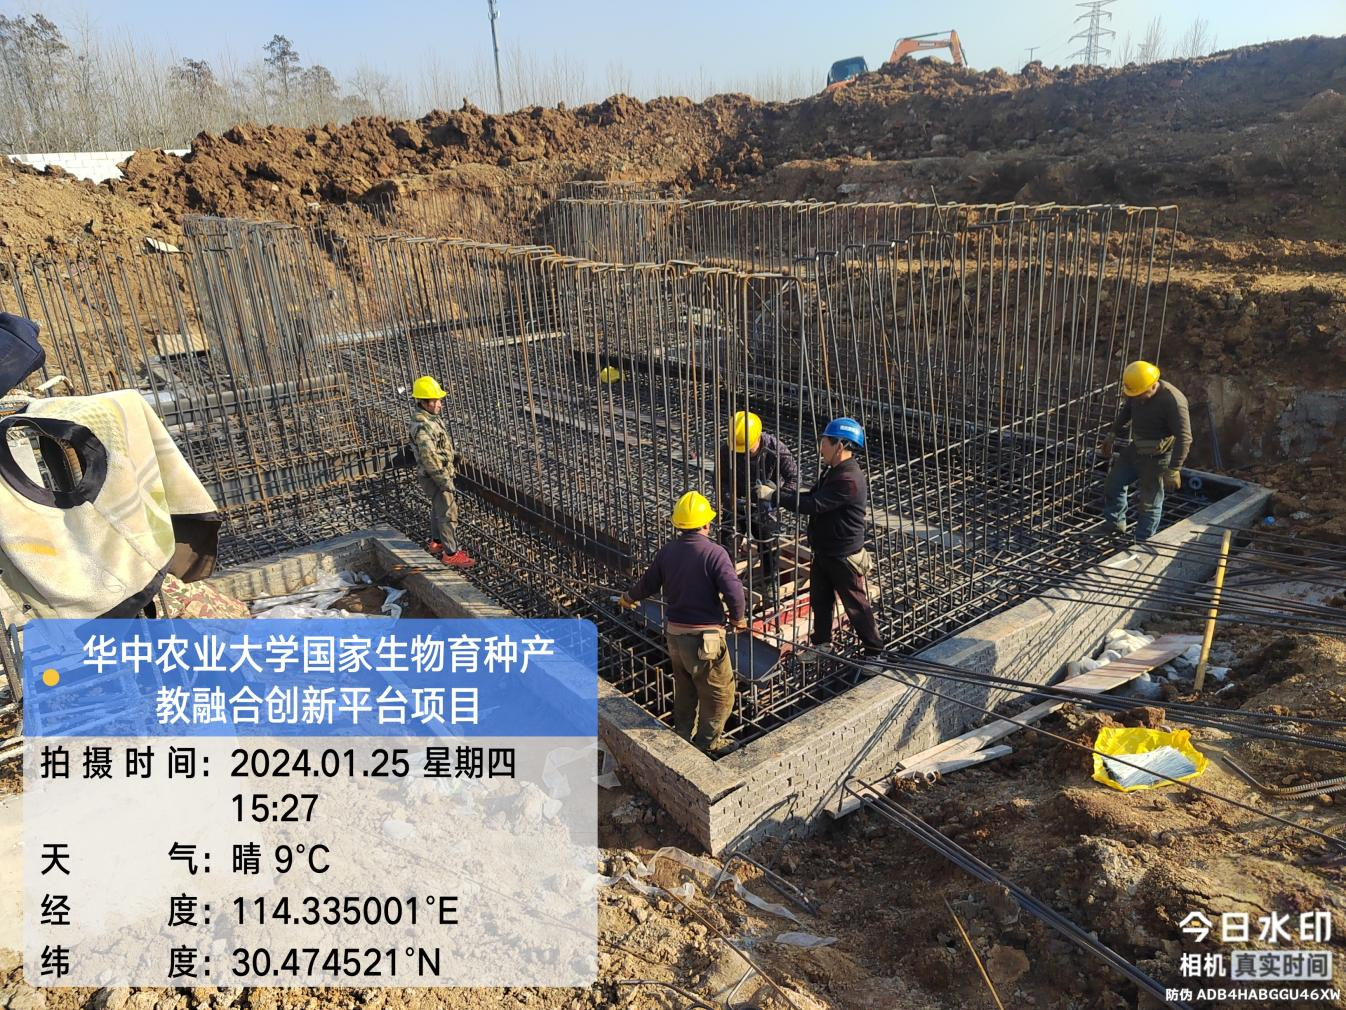 华中农业大学国家生物育种产
教融合创新平台项目
拍摄时间：2024.01.25 星期四
15:27
天气：晴 9°C
经度：114.335001°E
纬度：30.474521°N
今日水印
相机 真实时间
防伪 ADB4HABGGU46XW